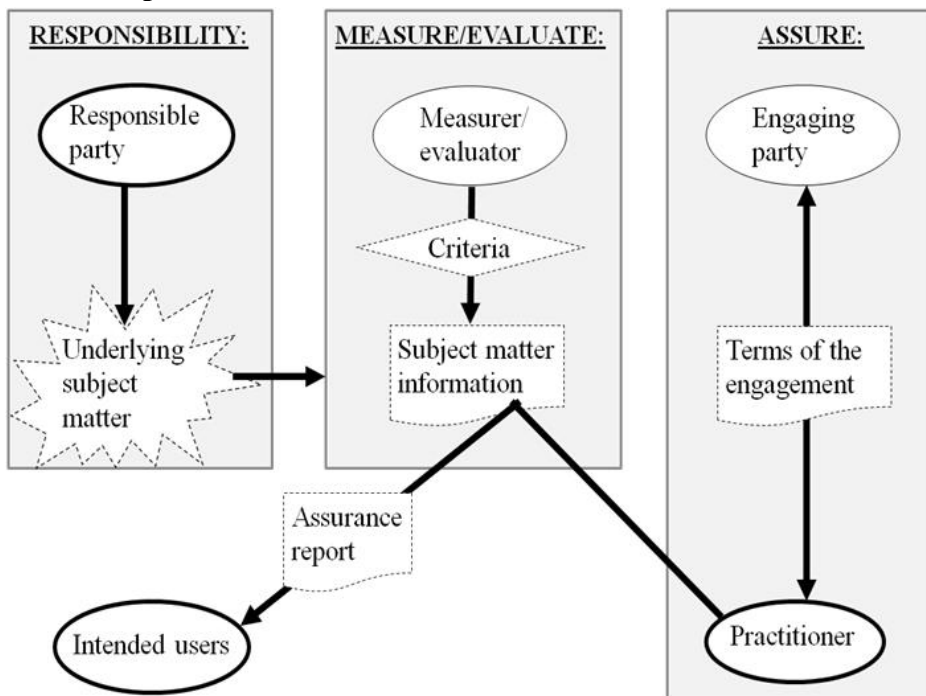 RESPONSIBILITY:
Responsible
party
Underlying
subject
matter
MEASURE/EVALUATE:
Measurer/
evaluator
Criteria
Subject matter
information
ASSURE:
Engaging
party
Terms of the
engagement
Practitioner
Assurance
report
Intended users